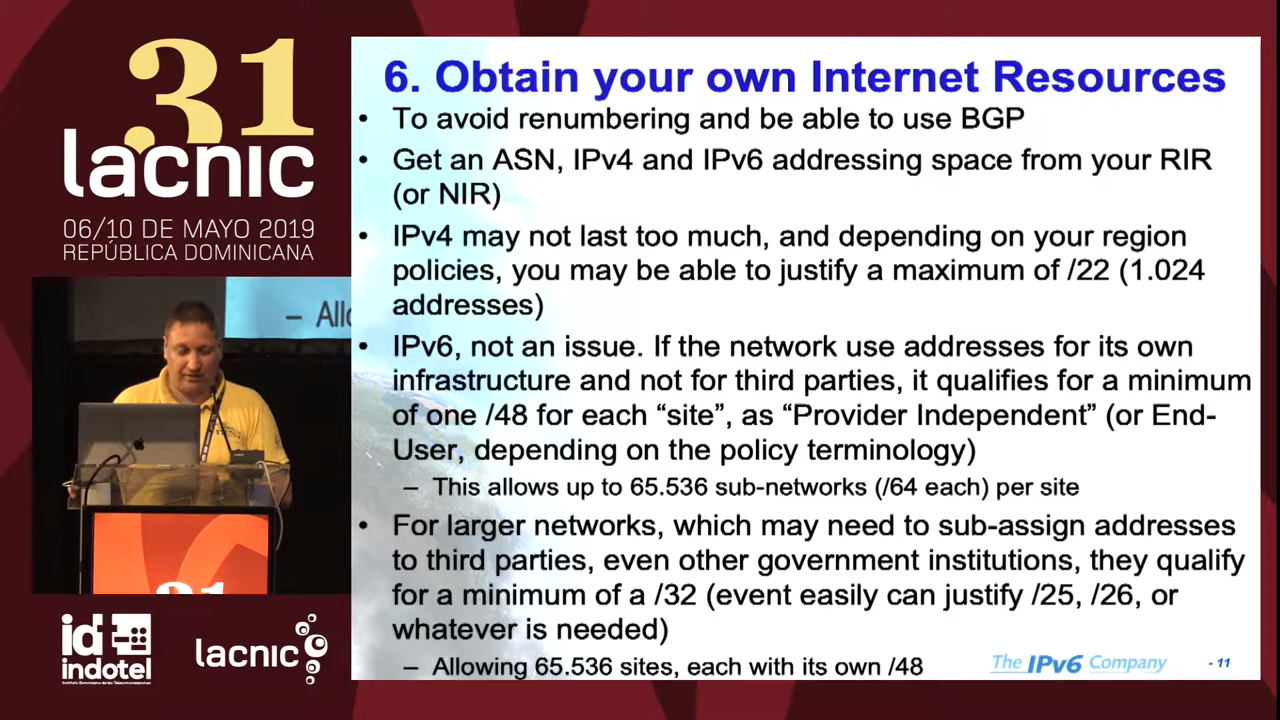 31
lacnic
06/10 DE MAYO 2019
REPÚBLICA DOMINICANA
– Allo
31
id
indotel
Instituto Dominicano de las Telecomunicaciones
lacnic
6. Obtain your own Internet Resources
• To avoid renumbering and be able to use BGP
• Get an ASN, IPv4 and IPv6 addressing space from your RIR
(or NIR)
• IPv4 may not last too much, and depending on your region
policies, you may be able to justify a maximum of /22 (1.024
addresses)
• IPv6, not an issue. If the network use addresses for its own
infrastructure and not for third parties, it qualifies for a minimum
of one /48 for each “site”, as “Provider Independent” (or End-
User, depending on the policy terminology)
– This allows up to 65.536 sub-networks (/64 each) per site
• For larger networks, which may need to sub-assign addresses
to third parties, even other government institutions, they qualify
for a minimum of a /32 (event easily can justify /25, /26, or
whatever is needed)
– Allowing 65.536 sites, each with its own /48
The IPv6 Company
- 11